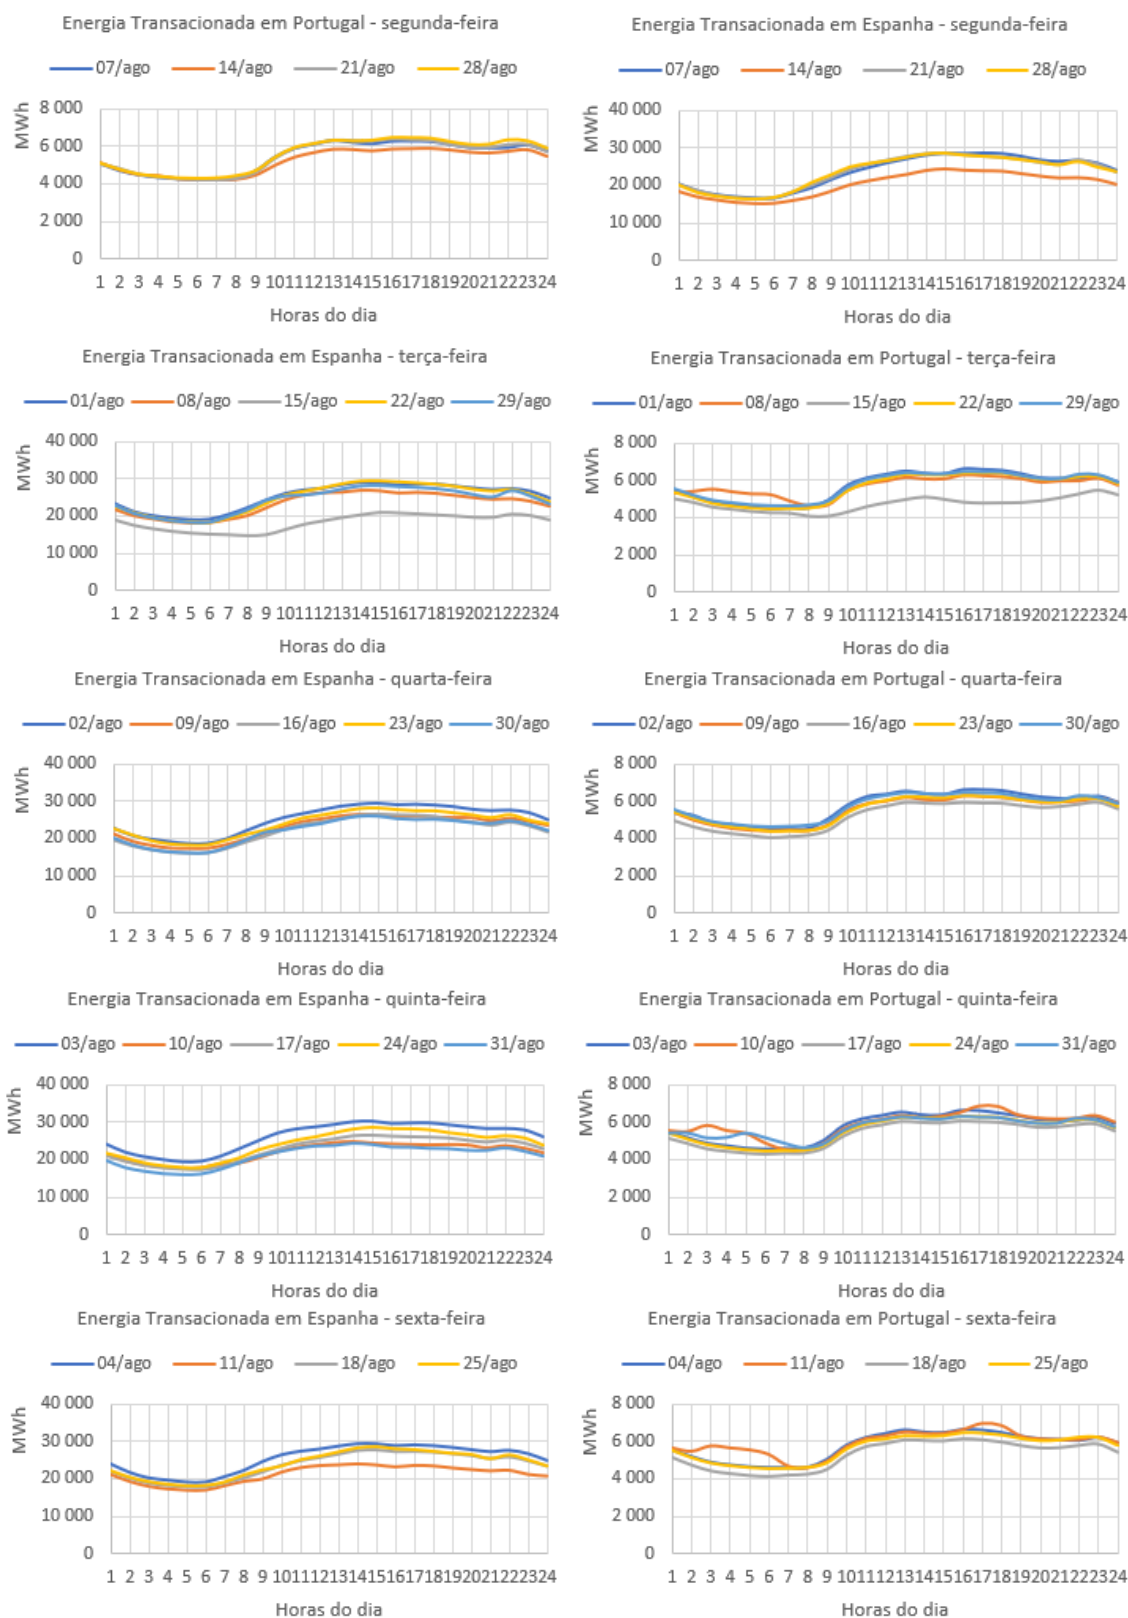 Energia Transacionada em Portugal - segunda-feira
07/ago 14/ago 21/ago 28/ago
MWh
8 000
6 000
4 000
2 000
0
1 2 3 4 5 6 7 8 9 101112131415161718192021222324
Horas do dia
Energia Transacionada em Espanha - segunda-feira
07/ago 14/ago 21/ago 28/ago
MWh
40 000
30 000
20 000
10 000
0
1 2 3 4 5 6 7 8 9 101112131415161718192021222324
Horas do dia
Energia Transacionada em Espanha - terça-feira
01/ago 08/ago 15/ago 22/ago 29/ago
MWh
40 000
30 000
20 000
10 000
0
1 2 3 4 5 6 7 8 9 101112131415161718192021222324
Horas do dia
Energia Transacionada em Portugal - terça-feira
01/ago 08/ago 15/ago 22/ago 29/ago
MWh
8 000
6 000
4 000
2 000
0
1 2 3 4 5 6 7 8 9 101112131415161718192021222324
Horas do dia
Energia Transacionada em Espanha - quarta-feira
02/ago 09/ago 16/ago 23/ago 30/ago
MWh
40 000
30 000
20 000
10 000
0
1 2 3 4 5 6 7 8 9 101112131415161718192021222324
Horas do dia
Energia Transacionada em Portugal - quarta-feira
02/ago 09/ago 16/ago 23/ago 30/ago
MWh
8 000
6 000
4 000
2 000
0
1 2 3 4 5 6 7 8 9 101112131415161718192021222324
Horas do dia
Energia Transacionada em Espanha - quinta-feira
03/ago 10/ago 17/ago 24/ago 31/ago
MWh
40 000
30 000
20 000
10 000
0
1 2 3 4 5 6 7 8 9 101112131415161718192021222324
Horas do dia
Energia Transacionada em Portugal - quinta-feira
03/ago 10/ago 17/ago 24/ago 31/ago
MWh
8 000
6 000
4 000
2 000
0
1 2 3 4 5 6 7 8 9 101112131415161718192021222324
Horas do dia
Energia Transacionada em Espanha - sexta-feira
04/ago 11/ago 18/ago 25/ago
MWh
40 000
30 000
20 000
10 000
0
1 2 3 4 5 6 7 8 9 101112131415161718192021222324
Horas do dia
Energia Transacionada em Portugal - sexta-feira
04/ago 11/ago 18/ago 25/ago
MWh
8 000
6 000
4 000
2 000
0
1 2 3 4 5 6 7 8 9 101112131415161718192021222324
Horas do dia